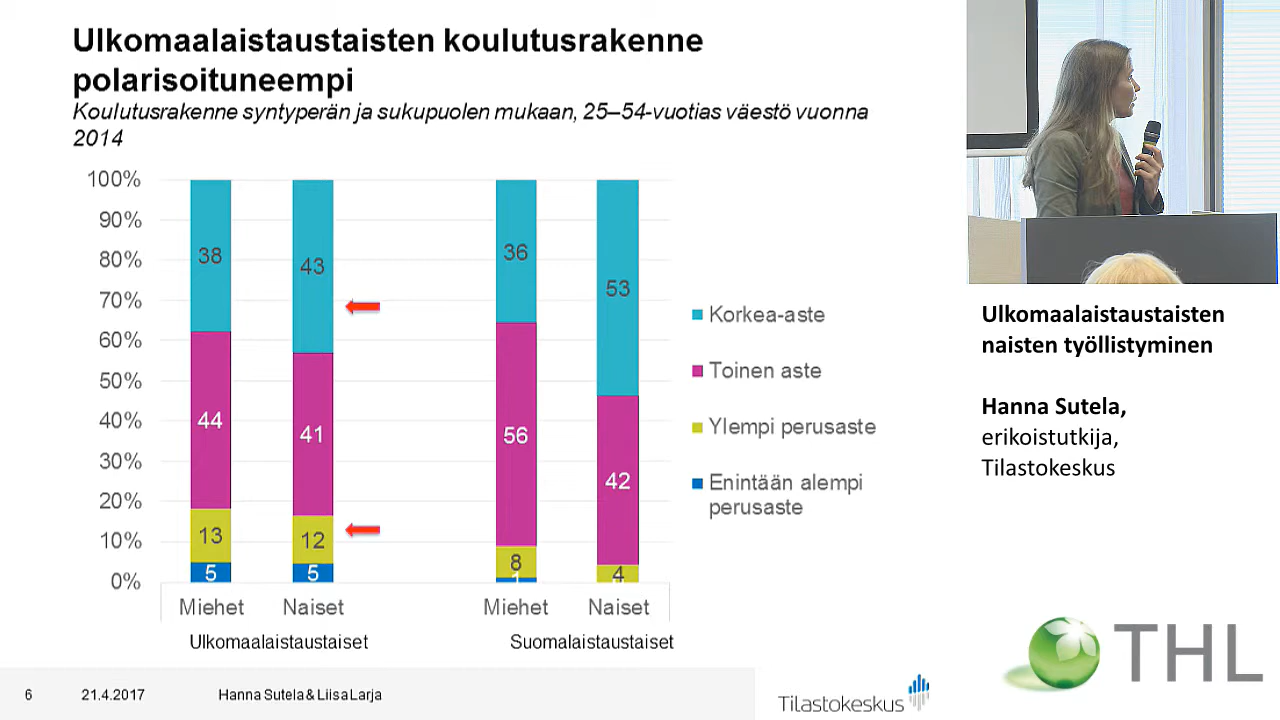 Ulkomaalaistaustaisten koulutusrakenne
polarisoituneempi
Koulutusrakenne syntyperän ja sukupuolen mukaan, 25–54-vuotias väestö vuonna
2014
100%
90%
80%
70%
60%
50%
40%
30%
20%
10%
0%
38
43
36
53
44
41
56
42
13
12
8
4
5
5
1
Miehet
Naiset
Miehet
Naiset
Ulkomaalaistaustaiset
Suomalaistaustaiset
Korkea-aste
Toinen aste
Ylempi perusaste
Enintään alempi
perusaste
6
21.4.2017
Hanna Sutela & Liisa Larja
Tilastokeskus
Ulkomaalaistaustaisten
naisten työllistyminen
Hanna Sutela,
erikoistutkija,
Tilastokeskus
THL